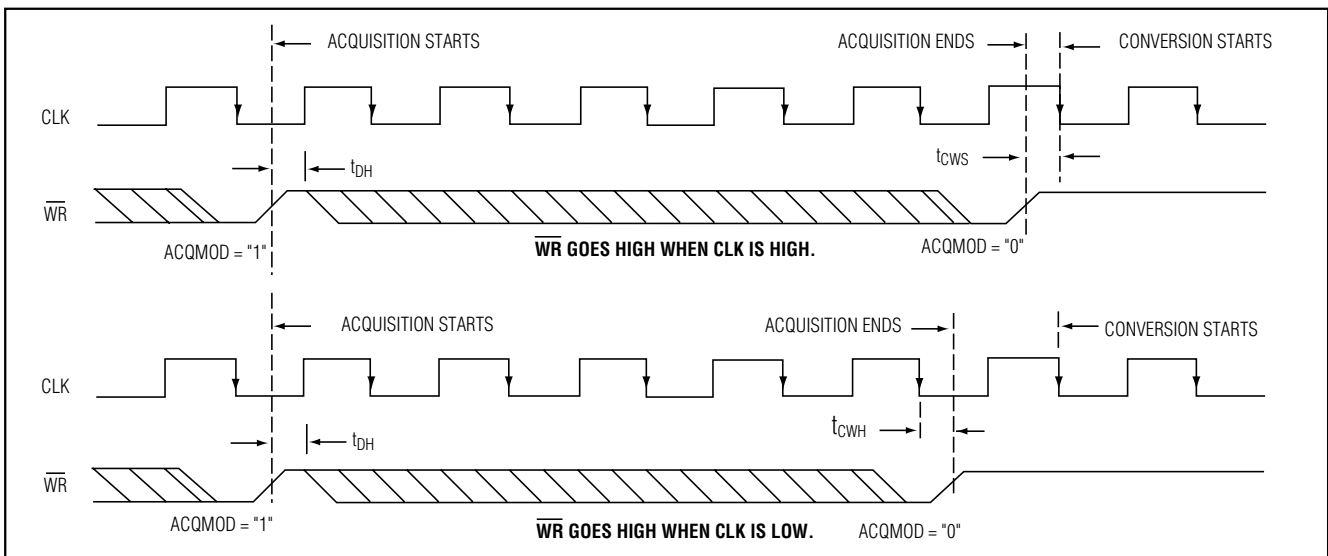 ACQUISITION STARTS
ACQUISITION ENDS
CONVERSION STARTS
CLK
tCWS
tDH
WR
ACQMOD = "1"
WR GOES HIGH WHEN CLK IS HIGH.
ACQMOD = "0"
ACQUISITION STARTS
ACQUISITION ENDS
CONVERSION STARTS
CLK
tCWH
tDH
WR
ACQMOD = "1"
WR GOES HIGH WHEN CLK IS LOW.
ACQMOD = "0"